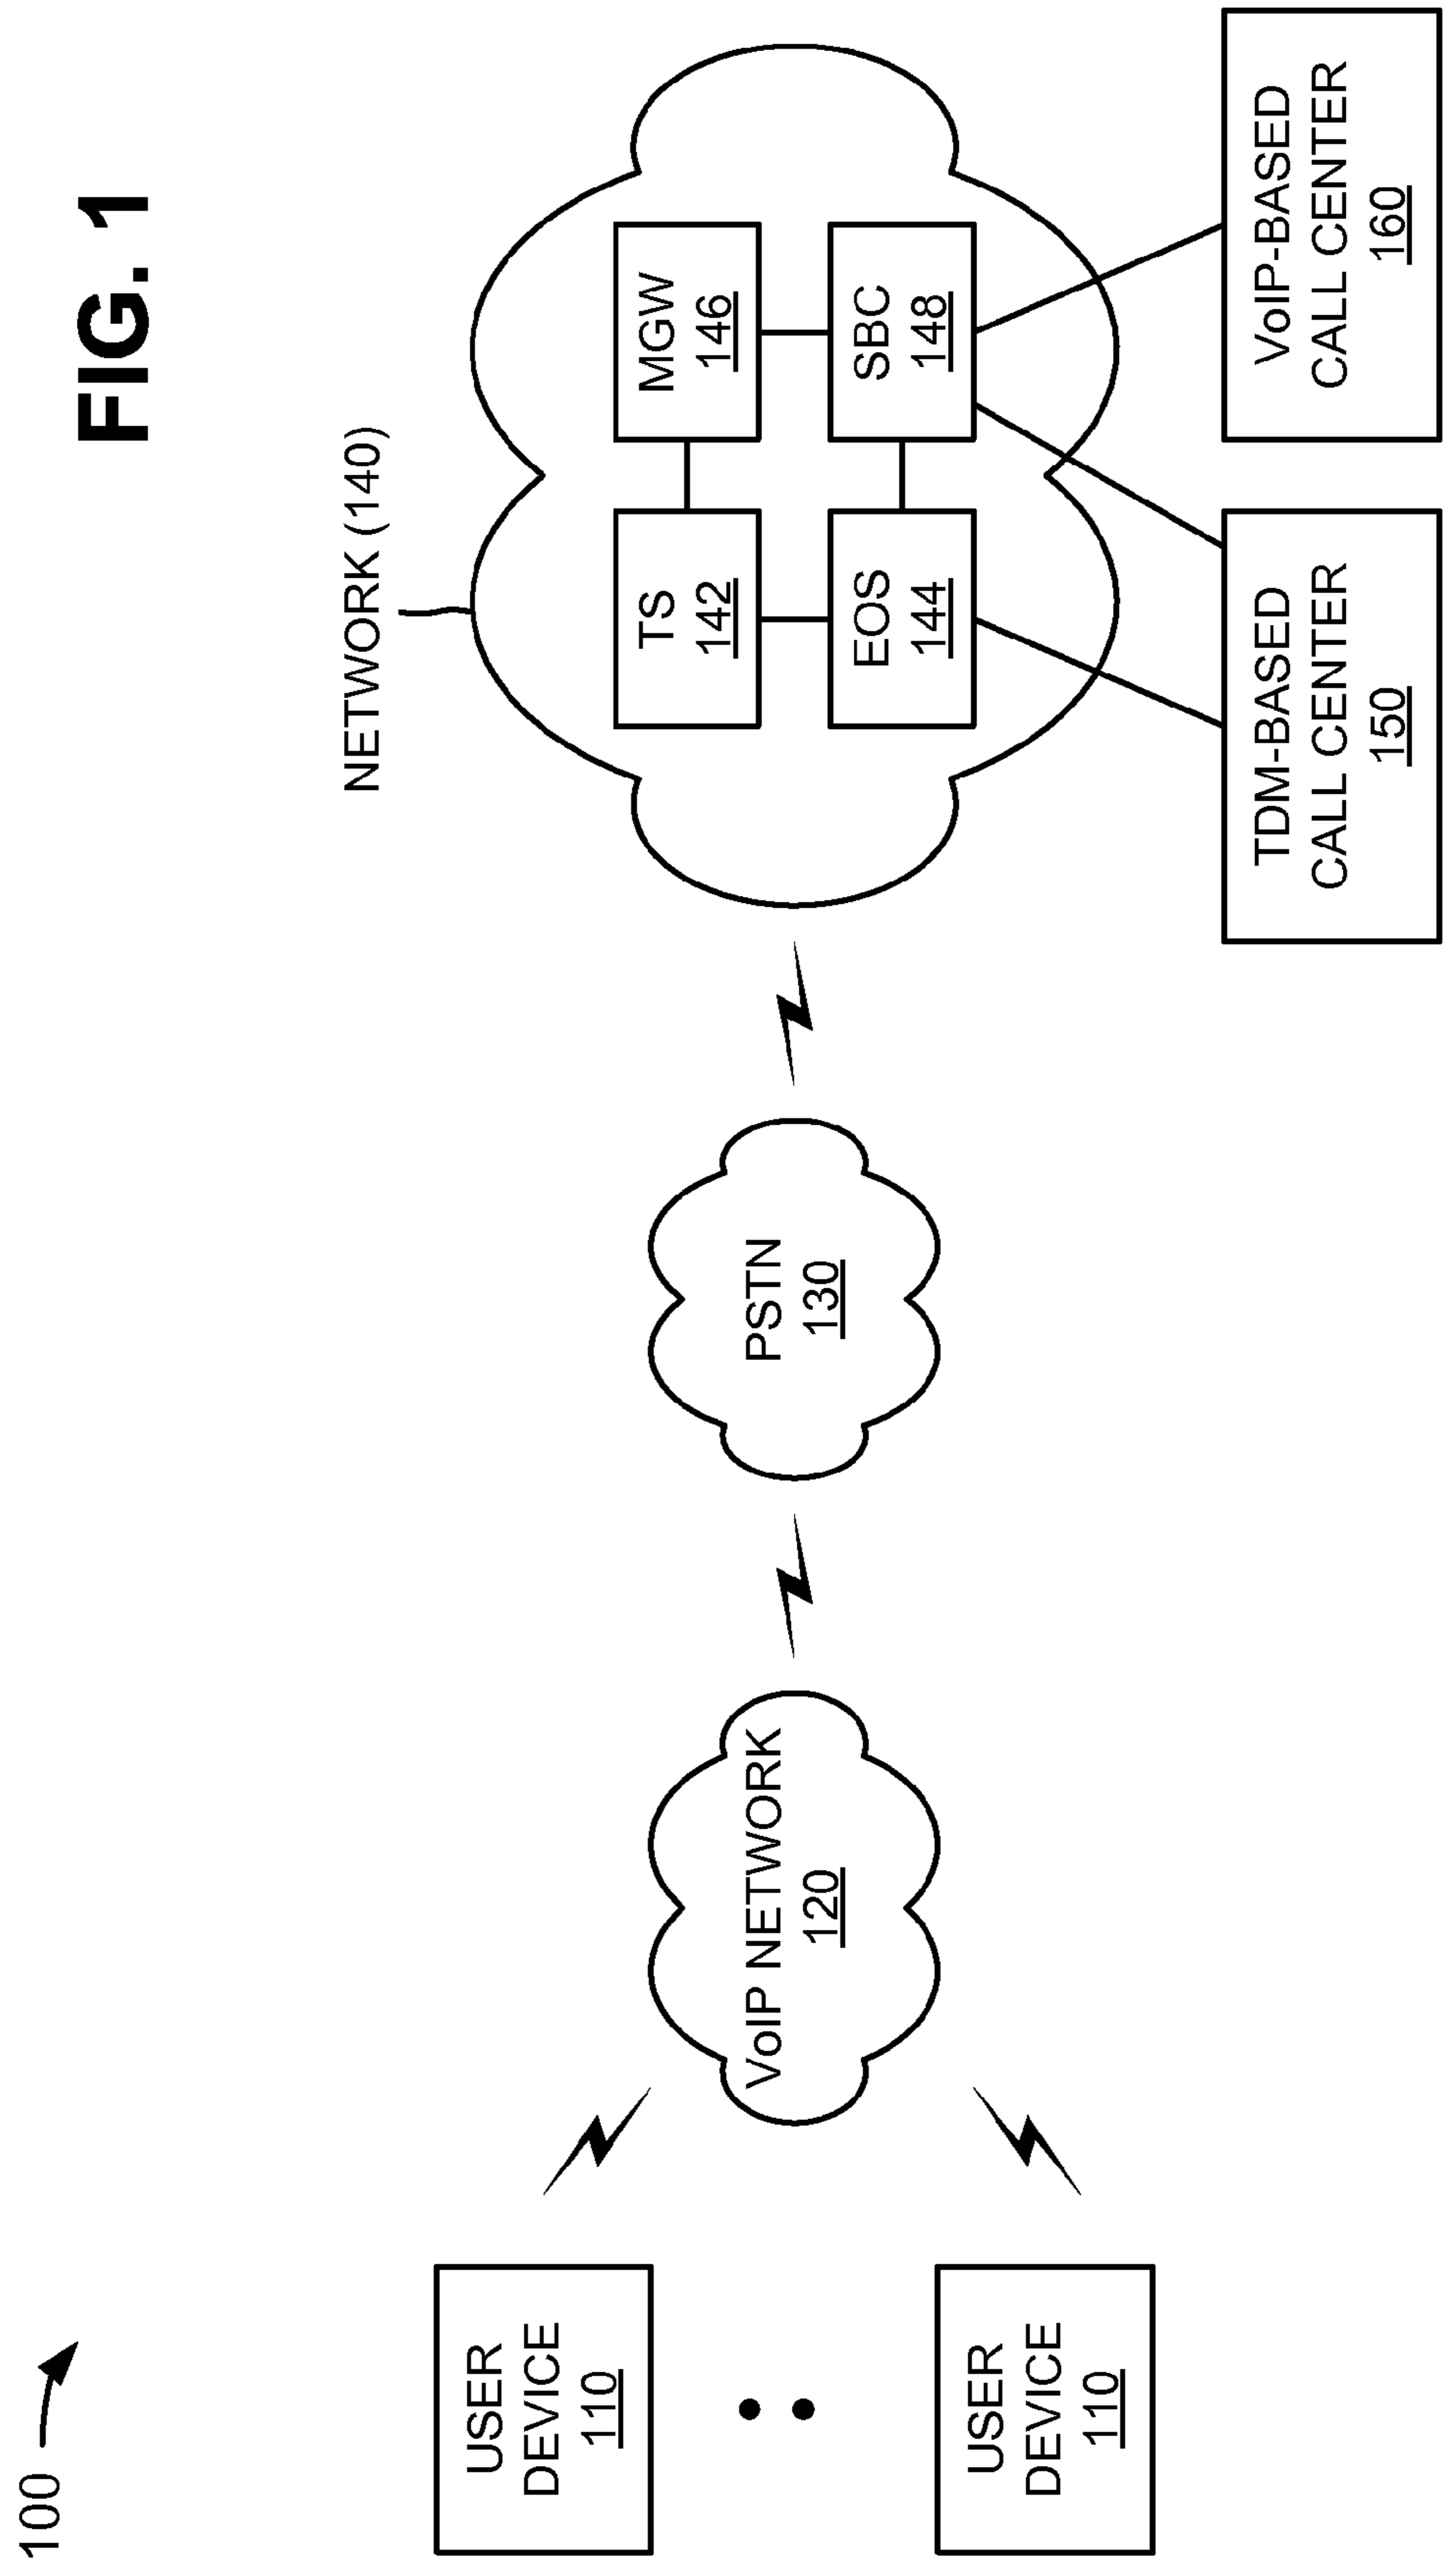 FIG. 1
100
NETWORK (140)
USER
DEVICE
110
USER
DEVICE
110
VoIP NETWORK
120
PSTN
130
TS
142
MGW
146
EOS
144
SBC
148
TDM-BASED
CALL CENTER
150
VoIP-BASED
CALL CENTER
160